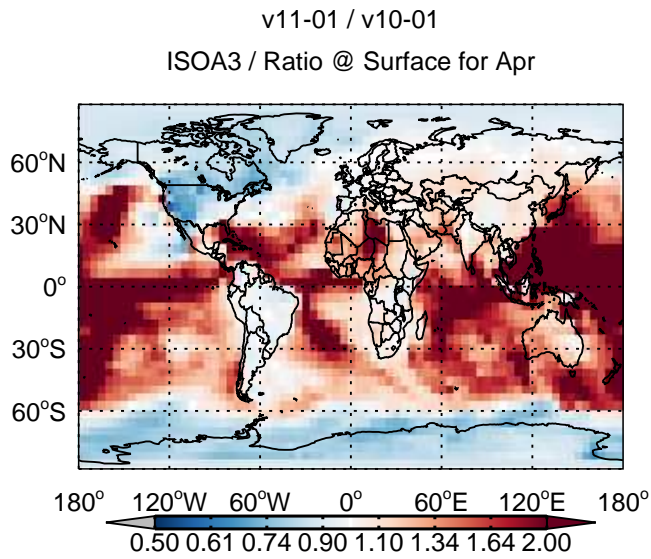 v11-01 / v10-01
ISOA3 / Ratio @ Surface for Apr
60°N
30°N
0°
30°S
60°S
180° 120°W 60°W 0° 60°E 120°E 180°
0.50 0.61 0.74 0.90 1.10 1.34 1.64 2.00